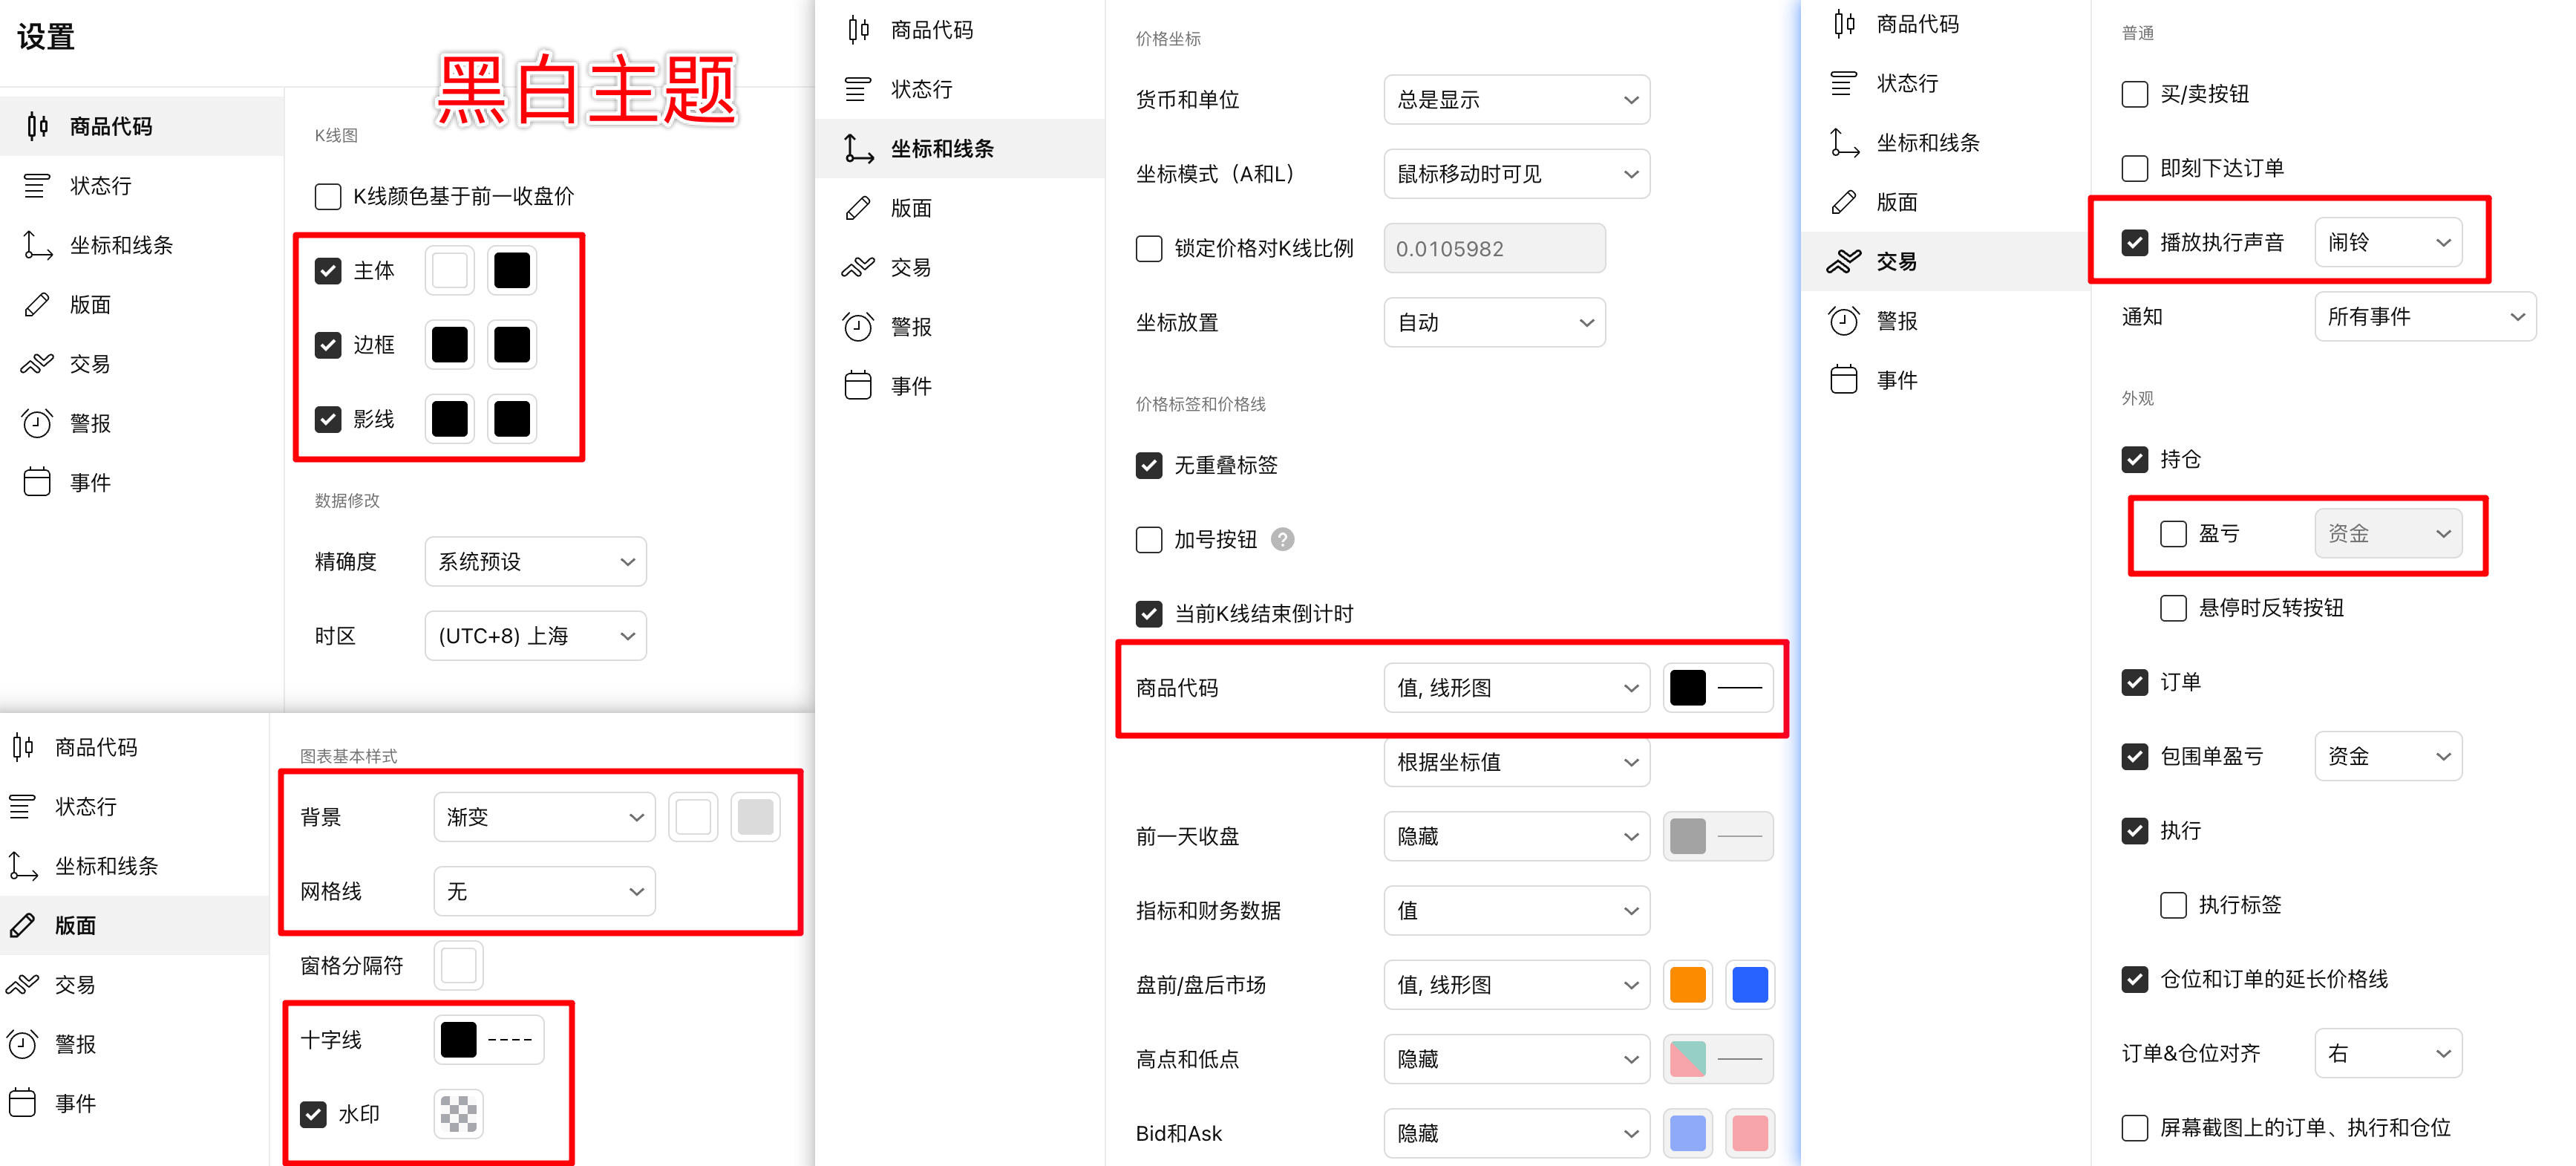 设置
黑白主题
商品代码
状态行
坐标和线条
版面
交易
警报
事件
K线图
K线颜色基于前一收盘价
主体
边框
影线
数据修改
精确度 系统预设
时区 (UTC+8) 上海
商品代码
状态行
坐标和线条
版面
交易
警报
事件
图表基本样式
背景 渐变
网格线 无
窗格分隔符
十字线
水印
商品代码
状态行
坐标和线条
版面
交易
警报
事件
价格坐标
货币和单位 总是显示
坐标模式（A和L） 鼠标移动时可见
锁定价格对K线比例 0.0105982
坐标放置 自动
价格标签和价格线
无重叠标签
加号按钮 ?
当前K线结束倒计时
商品代码 值, 线形图
根据坐标值
前一天收盘 隐藏
指标和财务数据 值
盘前/盘后市场 值, 线形图
高点和低点 隐藏
Bid和Ask 隐藏
商品代码
状态行
坐标和线条
版面
交易
警报
事件
普通
买/卖按钮
即刻下达订单
播放执行声音 闹铃
通知 所有事件
外观
持仓
盈亏 资金
悬停时反转按钮
订单
包围单盈亏 资金
执行
执行标签
仓位和订单的延长价格线
订单&仓位对齐 右
屏幕截图上的订单、执行和仓位